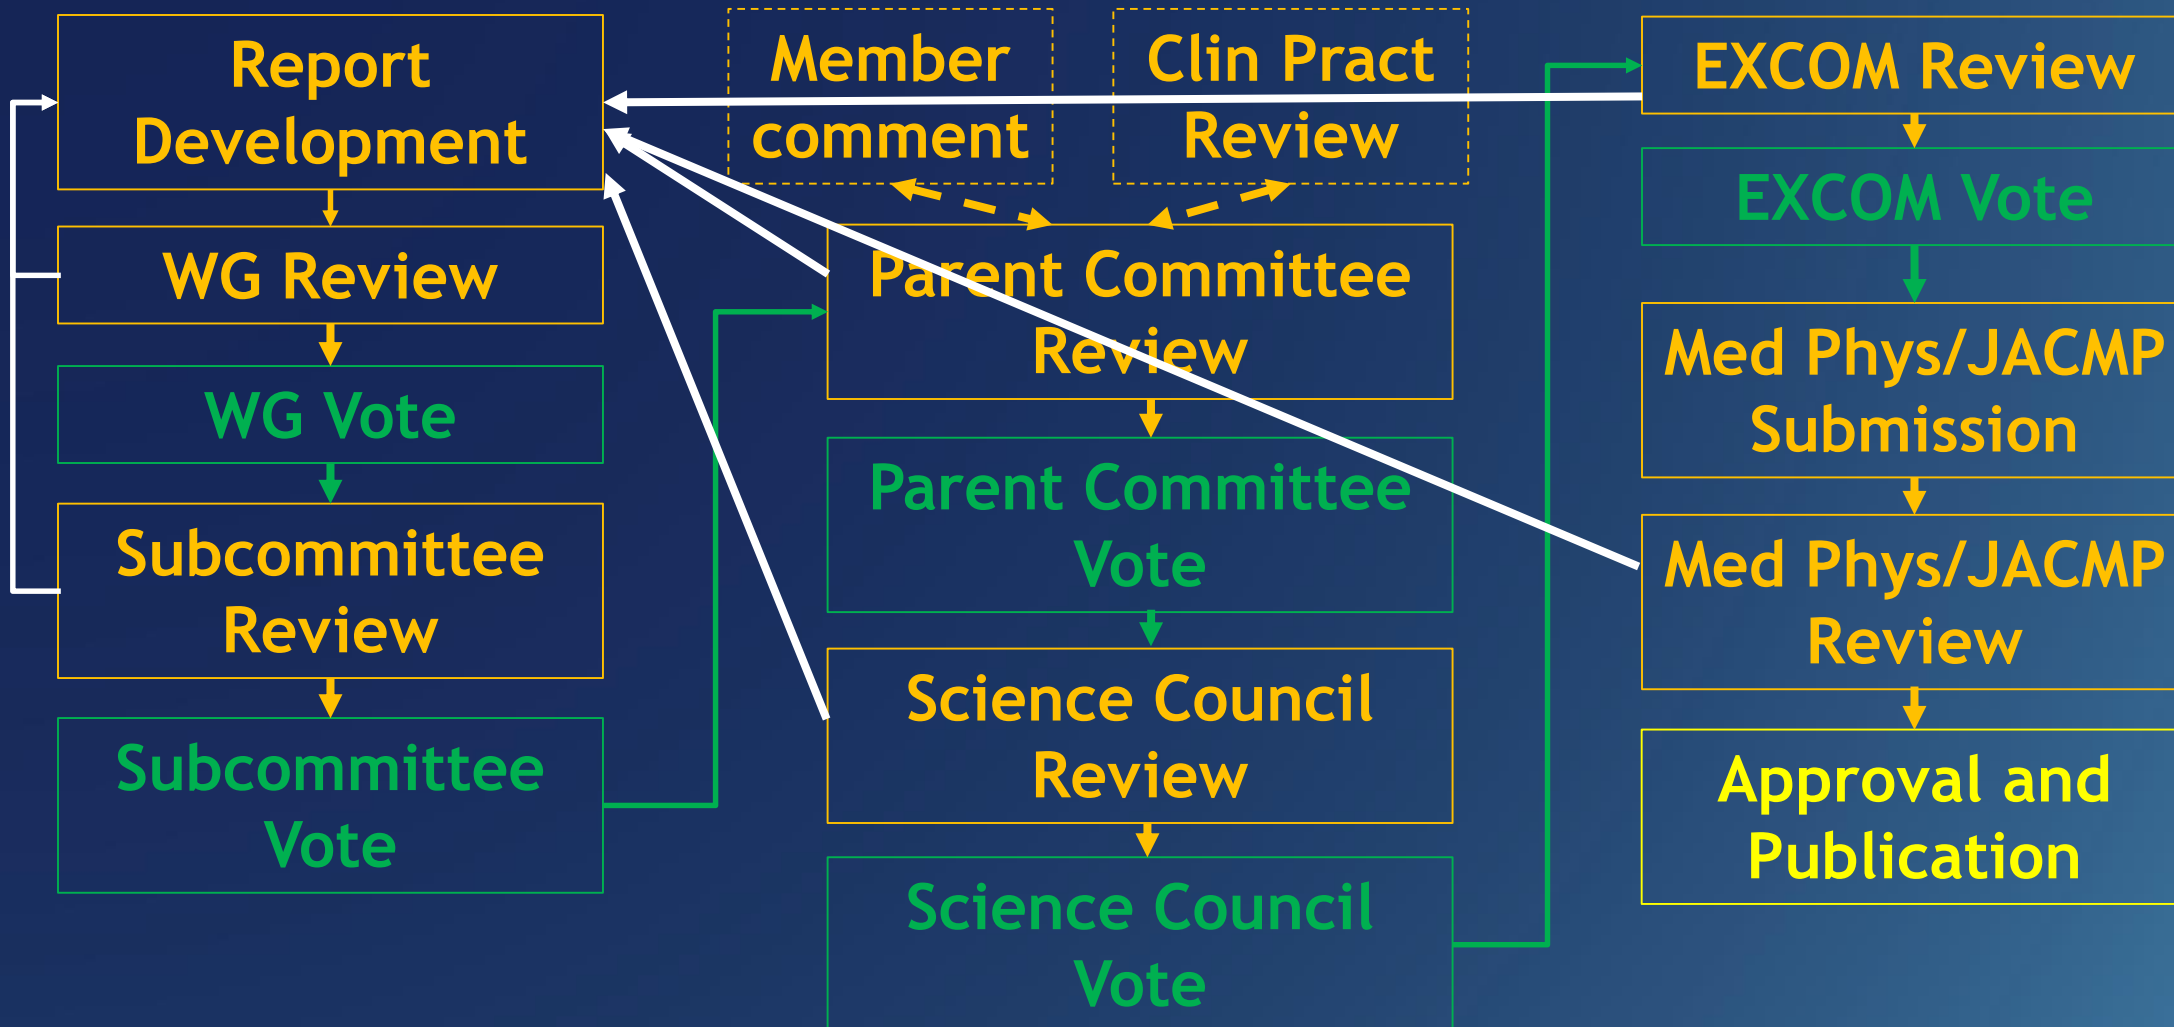 Report
Development
WG Review
WG Vote
Subcommittee
Review
Subcommittee
Vote
Member
comment
Clin Pract
Review
Parent Committee
Review
Parent Committee
Vote
Science Council
Review
Science Council
Vote
EXCOM Review
EXCOM Vote
Med Phys/JACMP
Submission
Med Phys/JACMP
Review
Approval and
Publication